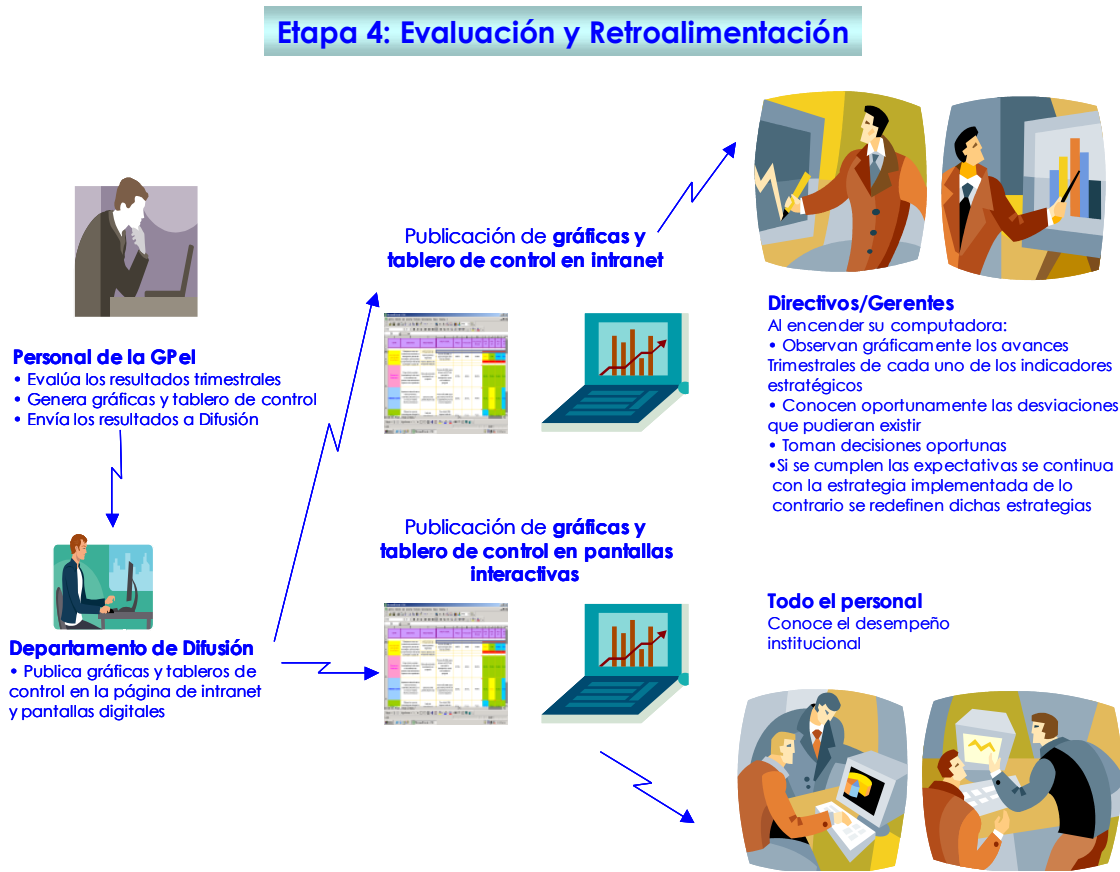 Etapa 4: Evaluación y Retroalimentación
Personal de la GPeI
• Evalúa los resultados trimestrales
• Genera gráficas y tablero de control
• Envía los resultados a Difusión
Departamento de Difusión
• Publica gráficas y tableros de
control en la página de intranet
y pantallas digitales
Publicación de gráficas y
tablero de control en intranet
Publicación de gráficas y
tablero de control en pantallas
interactivas
Directivos/Gerentes
Al encender su computadora:
• Observan gráficamente los avances
Trimestrales de cada uno de los indicadores
estratégicos
• Conocen oportunamente las desviaciones
que pudieran existir
• Toman decisiones oportunas
•Si se cumplen las expectativas se continua
con la estrategia implementada de lo
contrario se redefinen dichas estrategias
Todo el personal
Conoce el desempeño
institucional